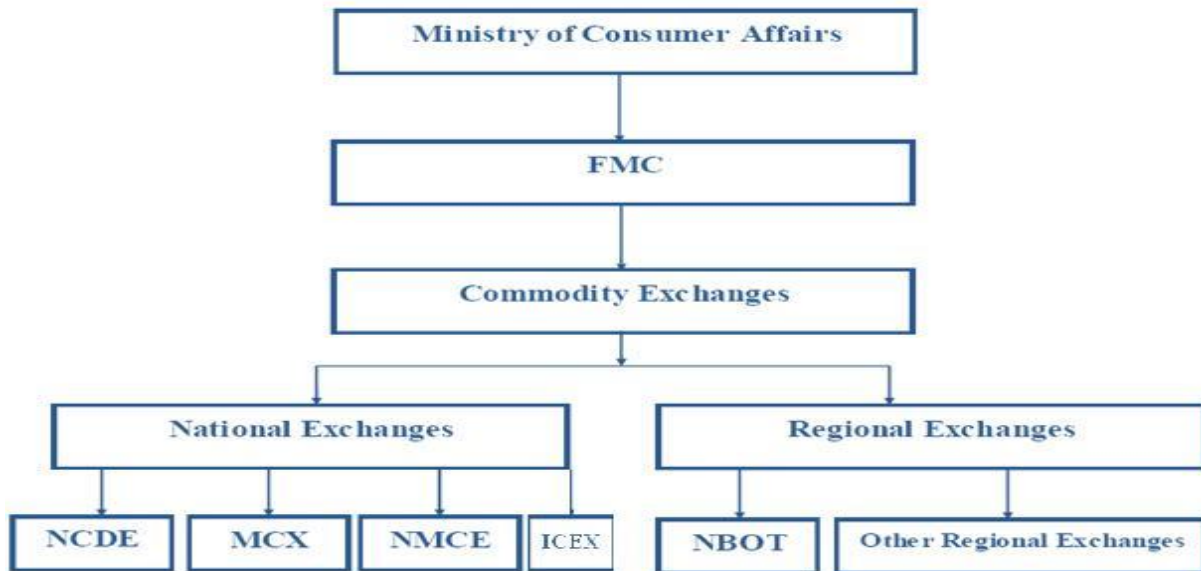 Ministry of Consumer Affairs
FMC
Commodity Exchanges
National Exchanges
Regional Exchanges
NCDE
MCX
NMCE
ICEX
NBOT
Other Regional Exchanges